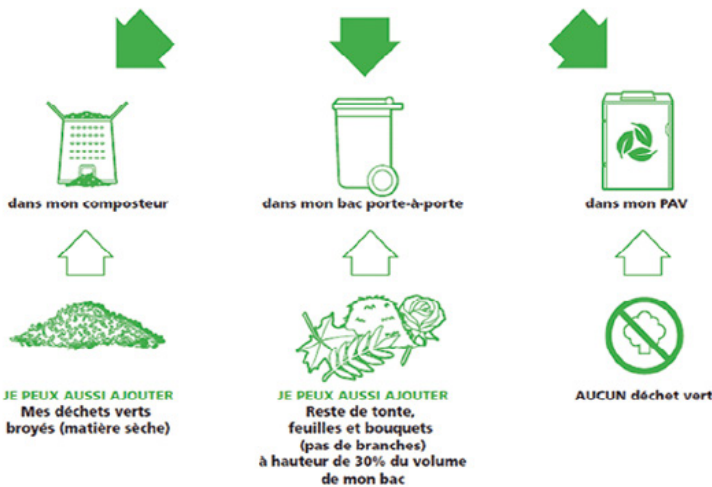 dans mon composteur
dans mon bac porte-à-porte
dans mon PAV
JE PEUX AUSSI AJOUTER
Mes déchets verts
broyés (matière sèche)
JE PEUX AUSSI AJOUTER
Reste de tonte,
feuilles et bouquets
(pas de branches)
à hauteur de 30% du volume
de mon bac
AUCUN déchet vert